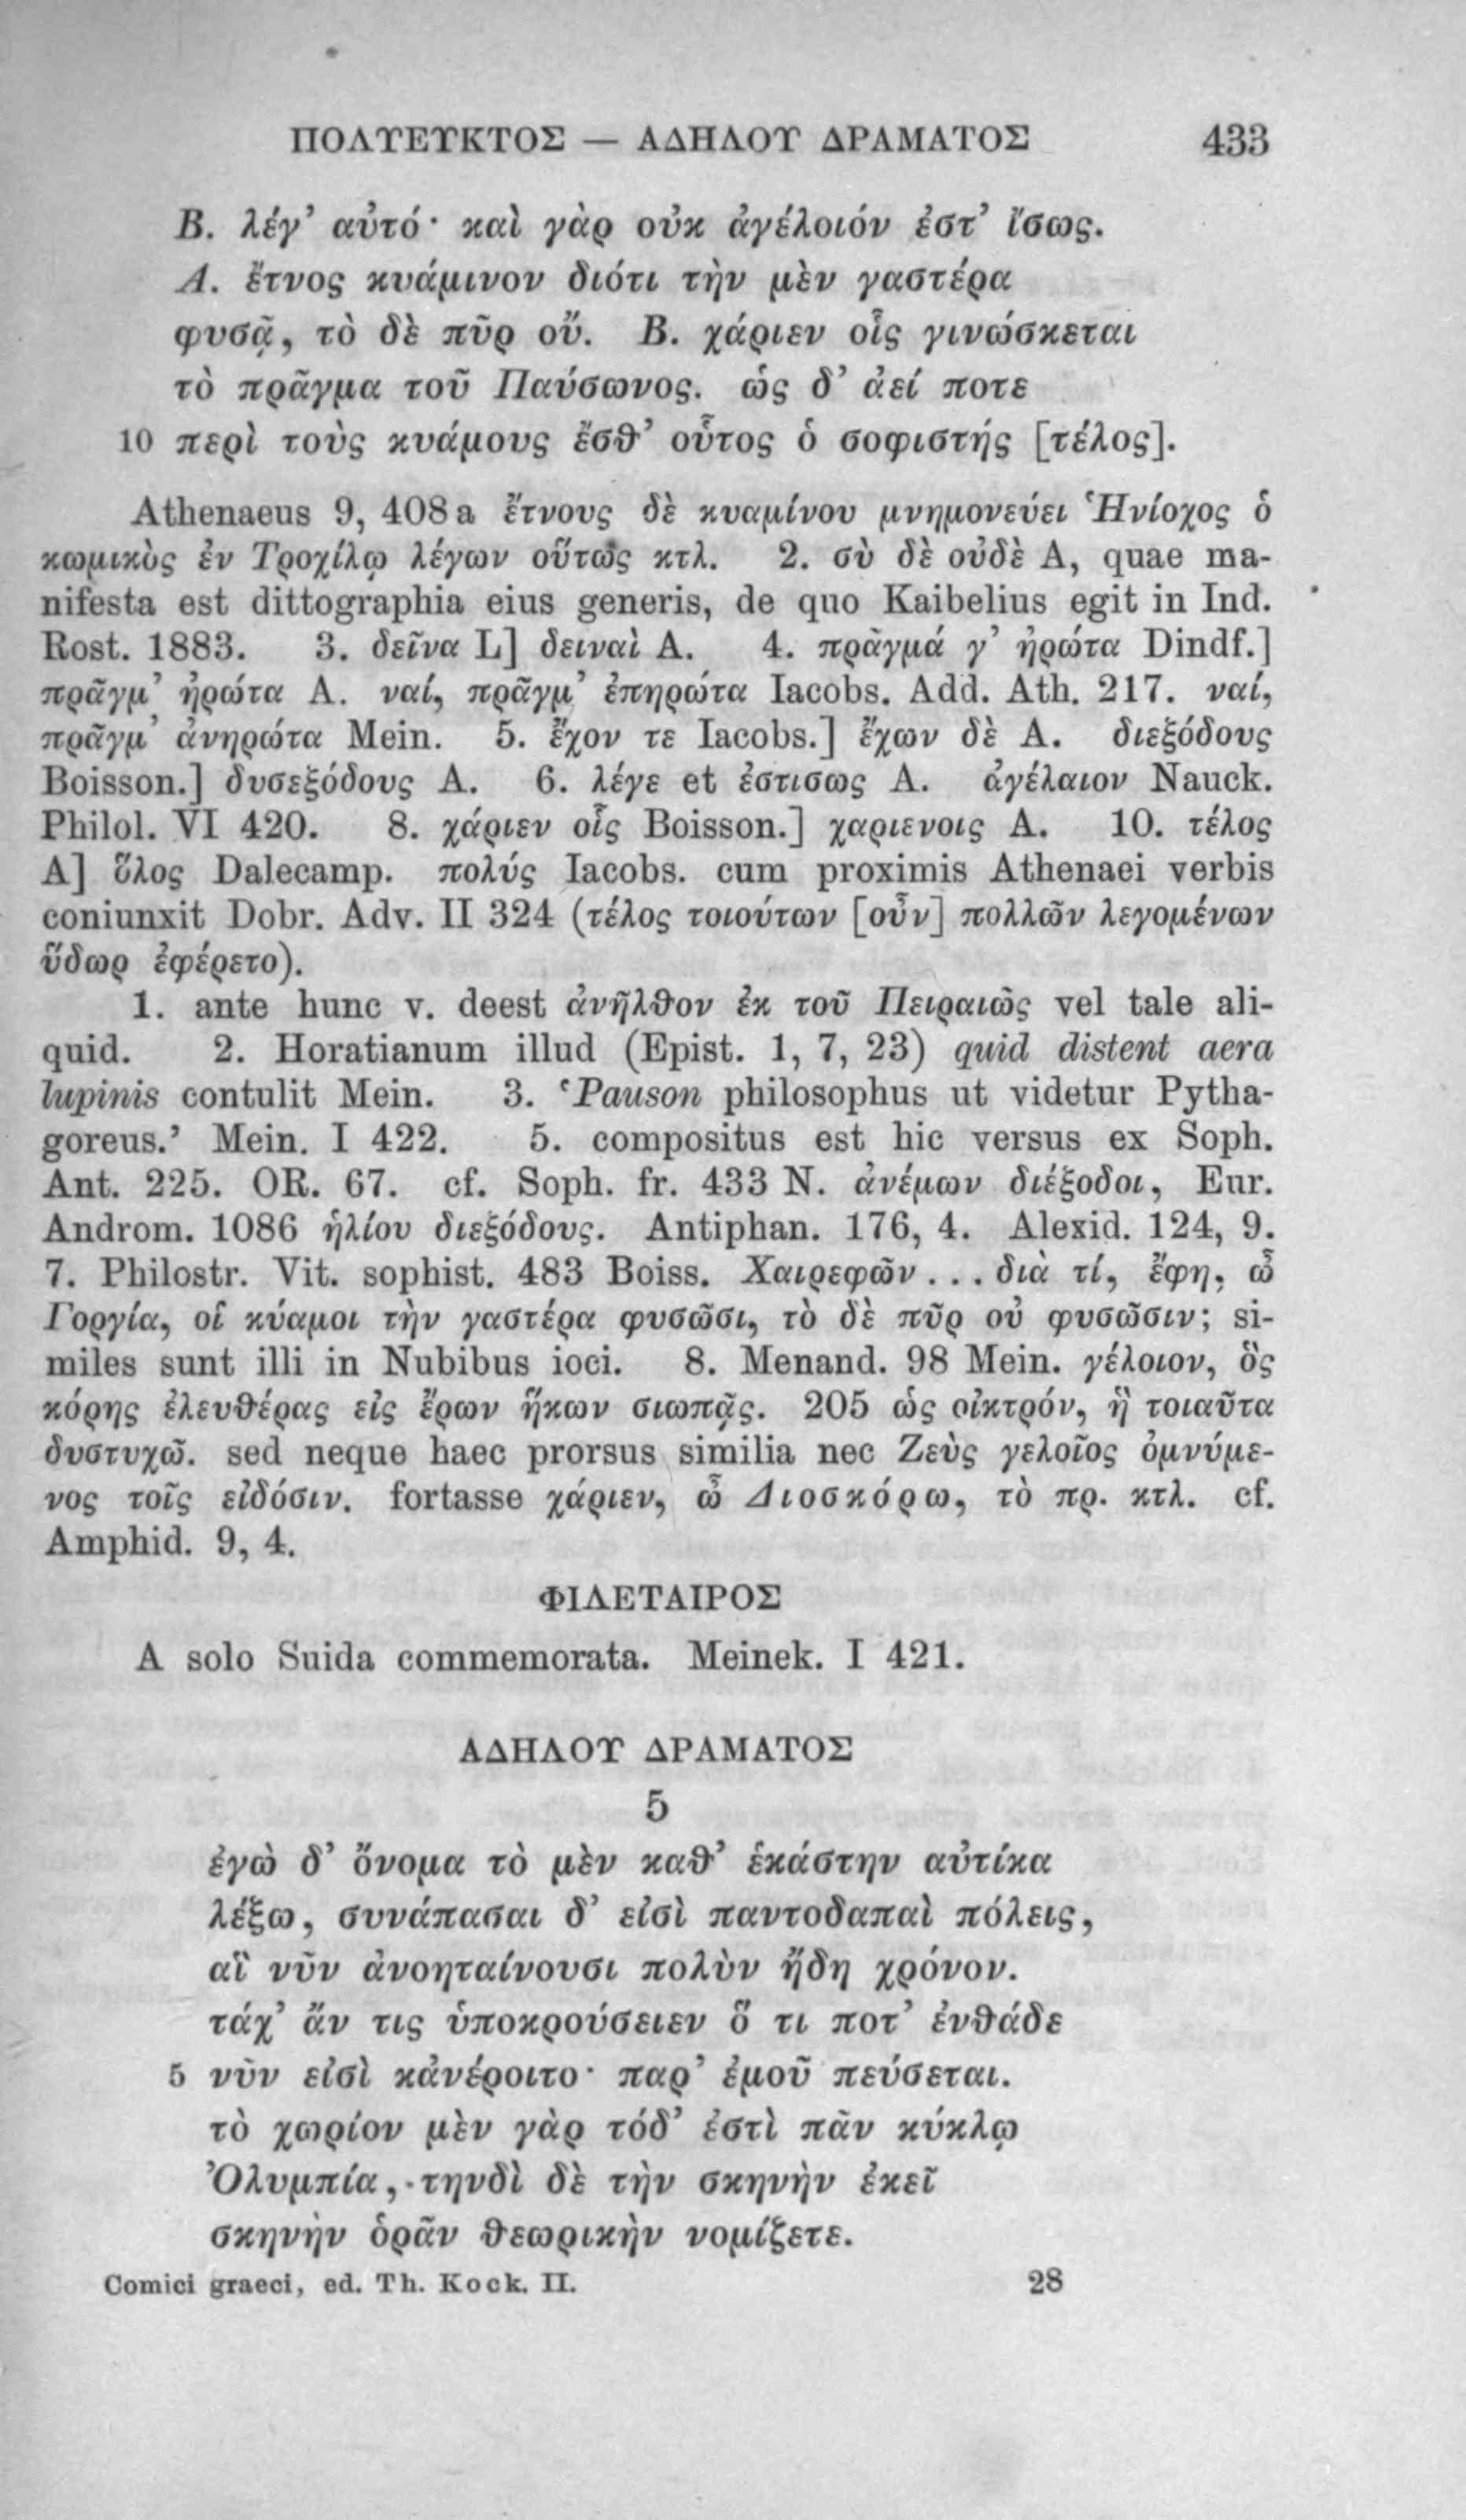 ΠΟΛΥΕΥΚΤΟΣ — ΑΔΗΛΟΥ ΔΡΑΜΑΤΟΣ 433
Β. λέγ’ αὐτό· καὶ γὰρ οὐκ ἀγέλοιόν ἐστ’ ἴσως.
Α. ἔτνος κυάμινον διότι τὴν μὲν γαστέρα
φυσᾷ, τὸ δὲ πῦρ οὔ. Β. χάριεν οἷς γινώσκεται
τὸ πρᾶγμα τοῦ Παύσωνος. ὡς δ’ ἀεί ποτε
10 περὶ τοὺς κυάμους ἔσθ’ οὗτος ὁ σοφιστής [τέλος].
Athenaeus 9, 408 a ἔτνους δὲ κυαμίνου μνημονεύει Ἡνίοχος ὁ
κωμικὸς ἐν Τροχίλῳ λέγων οὕτως κτλ. 2. σὺ δὲ οὐδὲ A, quae ma-
nifesta est dittographia eius generis, de quo Kaibelius egit in Ind.
Rost. 1883. 3. δεῖνα L] δειναὶ A. 4. πρᾶγμά γ’ ἠρώτα Dindf.]
πρᾶγμ’ ἠρώτα A. ναί, πρᾶγμ’ ἐπηρώτα Iacobs. Add. Ath. 217. ναί,
πρᾶγμ’ ἀνηρώτα Mein. 5. ἔχον τε Iacobs.] ἔχων δὲ A. διεξόδους
Boisson.] δυσεξόδους A. 6. λέγε et ἐστισως A. ἀγέλαιον Nauck.
Philol. VI 420. 8. χάριεν οἷς Boisson.] χαριενοις A. 10. τέλος
A] ὅλος Dalecamp. πολύς Iacobs. cum proximis Athenaei verbis
coniunxit Dobr. Adv. II 324 (τέλος τοιούτων [οὖν] πολλῶν λεγομένων
ὕδωρ ἐφέρετο).
1. ante hunc v. deest ἀνῆλθον ἐκ τοῦ Πειραιῶς vel tale ali-
quid. 2. Horatianum illud (Epist. 1, 7, 23) quid distent aera
lupinis contulit Mein. 3. ‘Pauson philosophus ut videtur Pytha-
goreus.’ Mein. I 422. 5. compositus est hic versus ex Soph.
Ant. 225. OR. 67. cf. Soph. fr. 433 N. ἀνέμων διέξοδοι, Eur.
Androm. 1086 ἡλίου διεξόδους. Antiphan. 176, 4. Alexid. 124, 9.
7. Philostr. Vit. sophist. 483 Boiss. Χαιρεφῶν . . . διὰ τί, ἔφη, ὦ
Γοργία, οἱ κύαμοι τὴν γαστέρα φυσῶσι, τὸ δὲ πῦρ οὐ φυσῶσιν; si-
miles sunt illi in Nubibus ioci. 8. Menand. 98 Mein. γέλοιον, ὃς
κόρης ἐλευθέρας εἰς ἔρων ἥκων σιωπᾷς. 205 ὡς οἰκτρόν, ἣ τοιαῦτα
δυστυχῶ. sed neque haec prorsus similia nec Ζεὺς γελοῖος ὀμνύμε-
νος τοῖς εἰδόσιν. fortasse χάριεν, ὦ Διοσκόρω, τὸ πρ. κτλ. cf.
Amphid. 9, 4.
ΦΙΛΕΤΑΙΡΟΣ
A solo Suida commemorata. Meinek. I 421.
ΑΔΗΛΟΥ ΔΡΑΜΑΤΟΣ
5
ἐγὼ δ’ ὄνομα τὸ μὲν καθ’ ἑκάστην αὐτίκα
λέξω, συνάπασαι δ’ εἰσὶ παντοδαπαὶ πόλεις,
αἳ νῦν ἀνοηταίνουσι πολὺν ἤδη χρόνον.
τάχ’ ἄν τις ὑποκρούσειεν ὅ τι ποτ’ ἐνθάδε
5 νῦν εἰσὶ κἀνέροιτο· παρ’ ἐμοῦ πεύσεται.
τὸ χωρίον μὲν γὰρ τόδ’ ἐστὶ πᾶν κύκλῳ
Ὀλυμπία, τηνδὶ δὲ τὴν σκηνὴν ἐκεῖ
σκηνὴν ὁρᾶν θεωρικὴν νομίζετε.
Comici graeci, ed. Th. Kock. II. 28